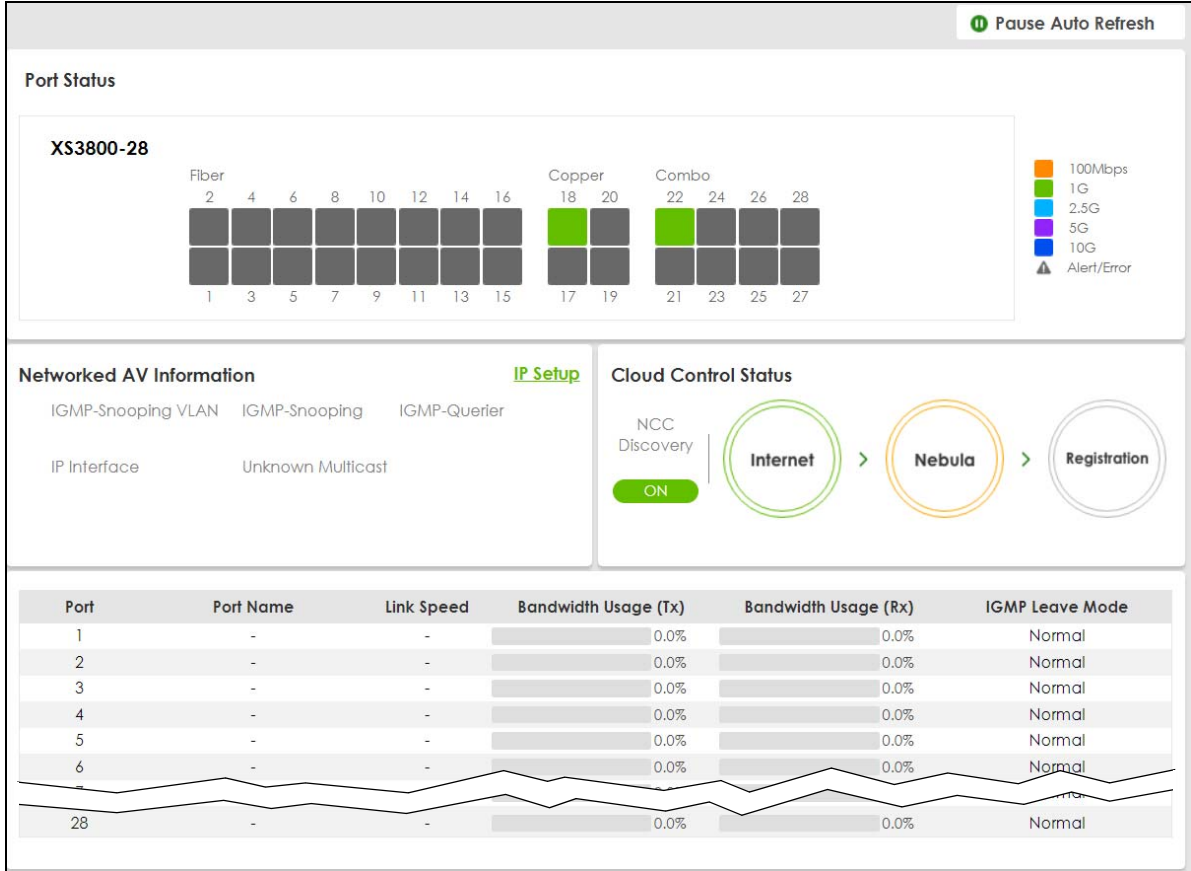 Pause Auto Refresh
Port Status
XS3800-28
Fiber Copper Combo
2 4 6 8 10 12 14 16 18 20 22 24 26 28
1 3 5 7 9 11 13 15 17 19 21 23 25 27
100Mbps
1G
2.5G
5G
10G
Alert/Error
Networked AV Information IP Setup
IGMP-Snooping VLAN IGMP-Snooping IGMP-Querier
IP Interface Unknown Multicast
Cloud Control Status
NCC
Discovery
ON
Internet > Nebula > Registration
Port Port Name Link Speed Bandwidth Usage (Tx) Bandwidth Usage (Rx) IGMP Leave Mode
1 - - 0.0% 0.0% Normal
2 - - 0.0% 0.0% Normal
3 - - 0.0% 0.0% Normal
4 - - 0.0% 0.0% Normal
5 - - 0.0% 0.0% Normal
6 - - 0.0% 0.0% Normal
28 - - 0.0% 0.0% Normal